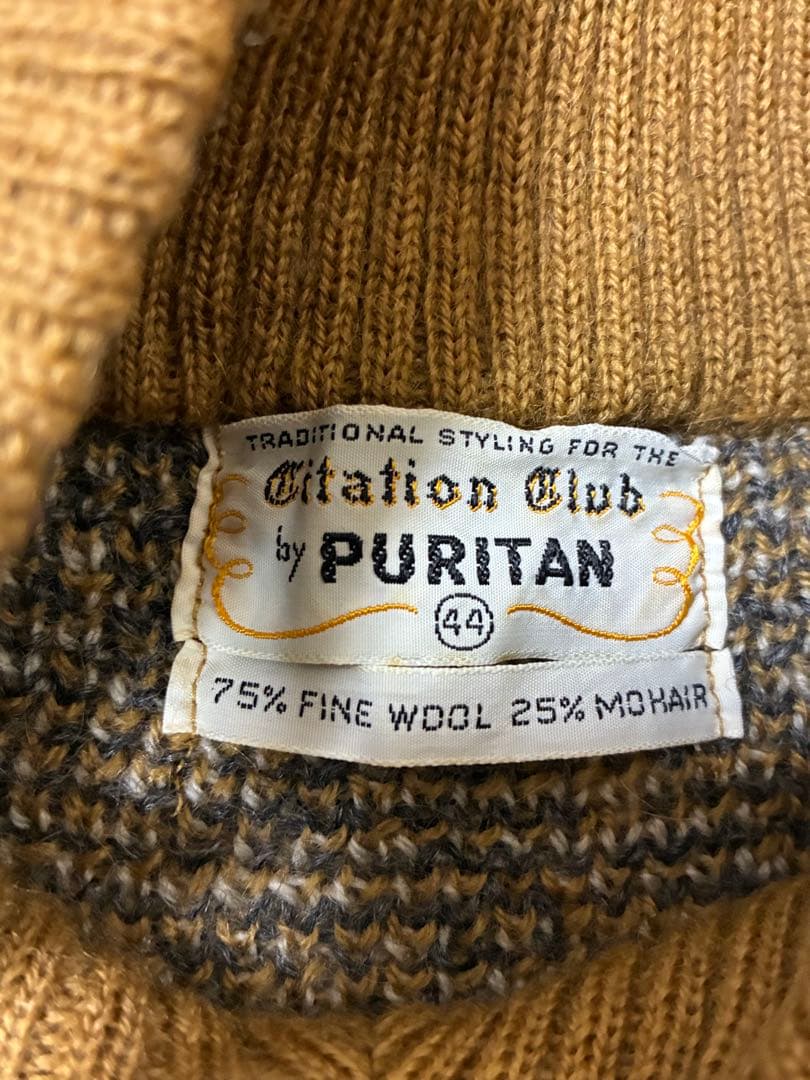 TRADITIONAL STYLING FOR THE
Citation Club
by PURITAN
44
75% FINE WOOL 25% MOHAIR